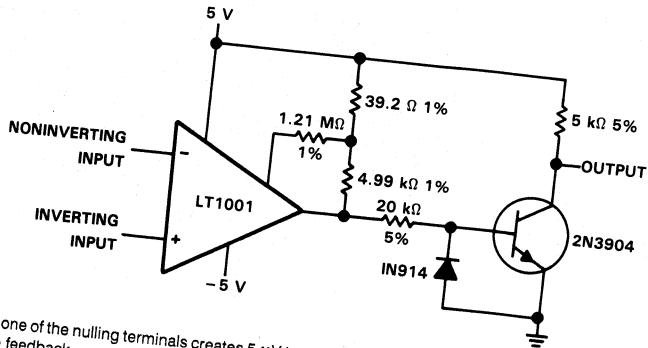 5 V
39.2 Ω 1%
1.21 MΩ
1%
5 kΩ 5%
NONINVERTING
INPUT
-
OUTPUT
4.99 kΩ 1%
LT1001
20 kΩ
5%
INVERTING
INPUT
+
2N3904
IN914
-5 V
one of the nulling terminals creates 5
feedback